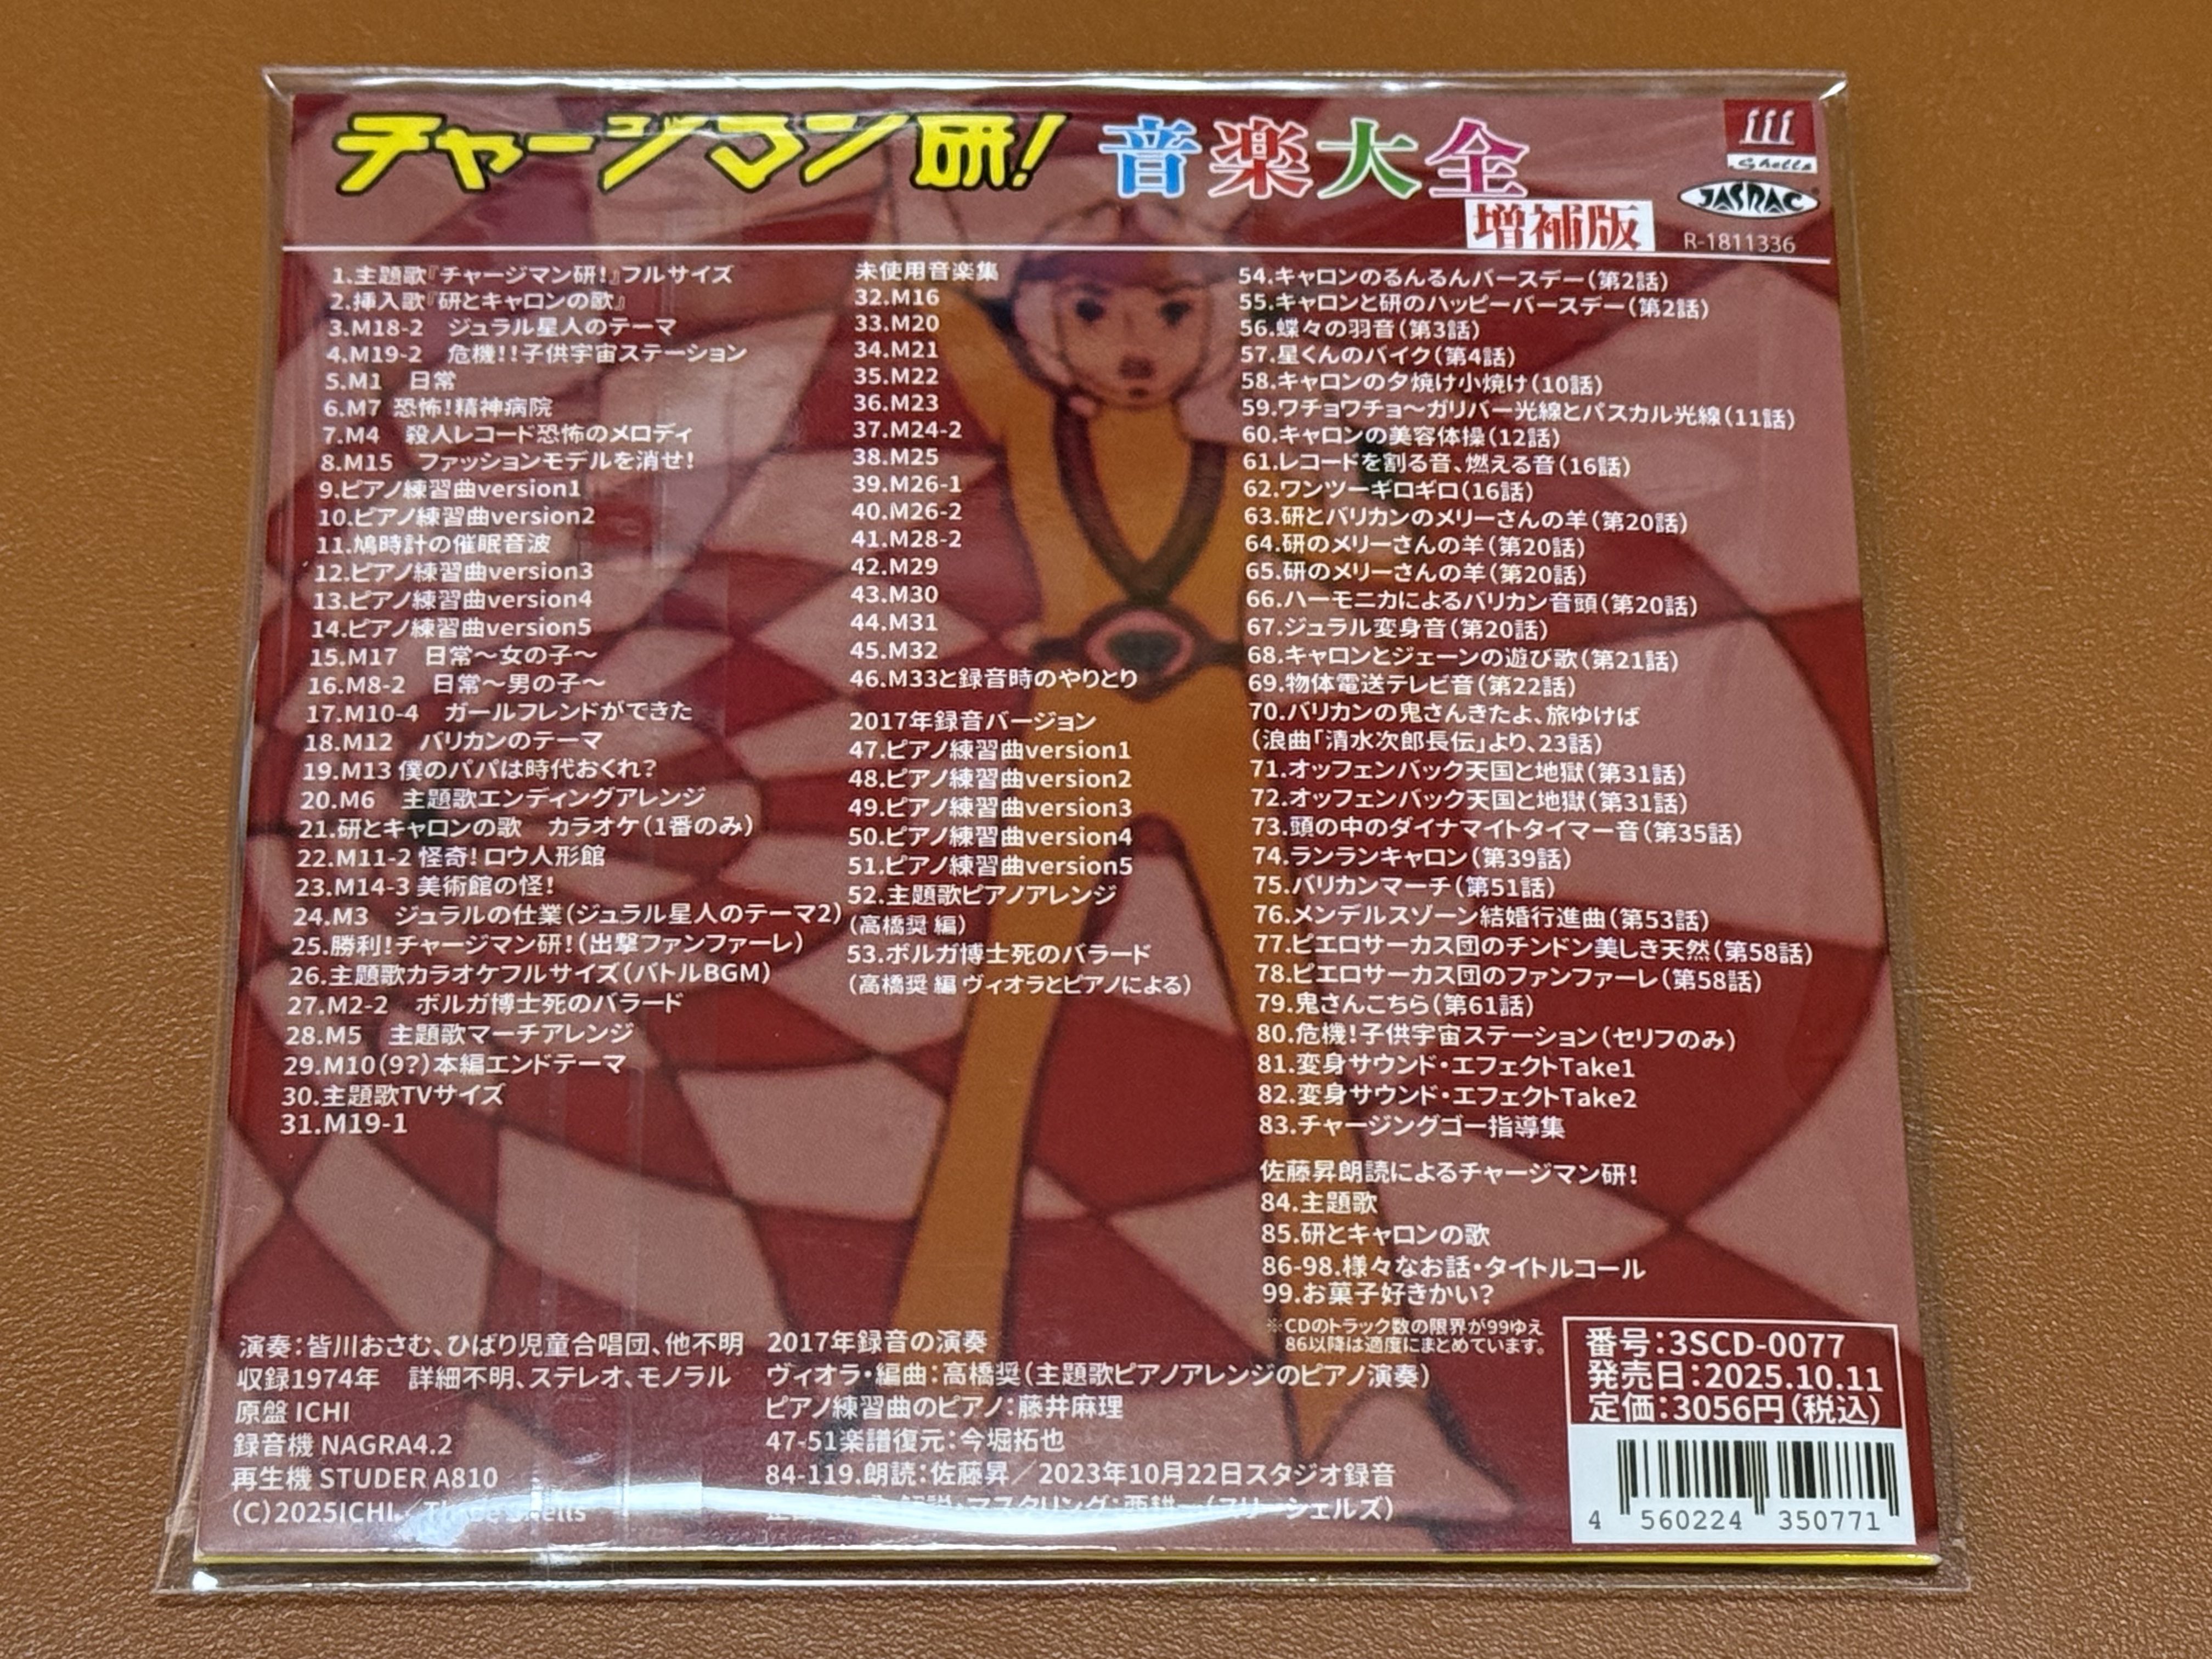 チャージマン研！ 音楽大全
増補版
Shells
JASRAC
R-1811336
1.主題歌『チャージマン研！』フルサイズ
2.挿入歌『研とキャロンの歌』
3.M18-2　ジュラル星人のテーマ
4.M19-2　危機！！子供宇宙ステーション
5.M1　日常
6.M7 恐怖！精神病院
7.M4　殺人レコード恐怖のメロディ
8.M15　ファッションモデルを消せ！
9.ピアノ練習曲version1
10.ピアノ練習曲version2
11.鳩時計の催眠音波
12.ピアノ練習曲version3
13.ピアノ練習曲version4
14.ピアノ練習曲version5
15.M17　日常～女の子～
16.M8-2　日常～男の子～
17.M10-4　ガールフレンドができた
18.M12　バリカンのテーマ
19.M13 僕のパパは時代おくれ？
20.M6　主題歌エンディングアレンジ
21.研とキャロンの歌　カラオケ（1番のみ）
22.M11-2 怪奇！ロウ人形館
23.M14-3 美術館の怪！
24.M3　ジュラルの仕業（ジュラル星人のテーマ2）
25.勝利！チャージマン研！（出撃ファンファーレ）
26.主題歌カラオケフルサイズ（バトルBGM）
27.M2-2　ボルガ博士死のバラード
28.M5　主題歌マーチアレンジ
29.M10（9？）本編エンドテーマ
30.主題歌TVサイズ
31.M19-1
未使用音楽集
32.M16
33.M20
34.M21
35.M22
36.M23
37.M24-2
38.M25
39.M26-1
40.M26-2
41.M28-2
42.M29
43.M30
44.M31
45.M32
46.M33と録音時のやりとり
2017年録音バージョン
47.ピアノ練習曲version1
48.ピアノ練習曲version2
49.ピアノ練習曲version3
50.ピアノ練習曲version4
51.ピアノ練習曲version5
52.主題歌ピアノアレンジ
（高橋奨 編）
53.ボルガ博士死のバラード
（高橋奨 編 ヴィオラとピアノによる）
54.キャロンのるんるんバースデー（第2話）
55.キャロンと研のハッピーバースデー（第2話）
56.蝶々の羽音（第3話）
57.星くんのバイク（第4話）
58.キャロンの夕焼け小焼け（10話）
59.ワチョワチョ～ガリバー光線とパスカル光線（11話）
60.キャロンの美容体操（12話）
61.レコードを割る音、燃える音（16話）
62.ワンツーギロギロ（16話）
63.研とバリカンのメリーさんの羊（第20話）
64.研のメリーさんの羊（第20話）
65.研のメリーさんの羊（第20話）
66.ハーモニカによるバリカン音頭（第20話）
67.ジュラル変身音（第20話）
68.キャロンとジェーンの遊び歌（第21話）
69.物体電送テレビ音（第22話）
70.バリカンの鬼さんきたよ、旅ゆけば
（浪曲「清水次郎長伝」より、23話）
71.オッフェンバック天国と地獄（第31話）
72.オッフェンバック天国と地獄（第31話）
73.頭の中のダイナマイトタイマー音（第35話）
74.ランランキャロン（第39話）
75.バリカンマーチ（第51話）
76.メンデルスゾーン結婚行進曲（第53話）
77.ピエロサーカス団のチンドン美しき天然（第58話）
78.ピエロサーカス団のファンファーレ（第58話）
79.鬼さんこちら（第61話）
80.危機！子供宇宙ステーション（セリフのみ）
81.変身サウンド・エフェクトTake1
82.変身サウンド・エフェクトTake2
83.チャージングゴー指導集
佐藤昇朗読によるチャージマン研！
84.主題歌
85.研とキャロンの歌
86-98.様々なお話・タイトルコール
99.お菓子好きかい？
※CDのトラック数の限界が99ゆえ
86以降は適度にまとめています。
演奏：皆川おさむ、ひばり児童合唱団、他不明
収録1974年　詳細不明、ステレオ、モノラル
原盤 ICHI
録音機 NAGRA4.2
再生機 STUDER A810
（C）2025ICHI／Three Shells
2017年録音の演奏
ヴィオラ・編曲：高橋奨（主題歌ピアノアレンジのピアノ演奏）
ピアノ練習曲のピアノ：藤井麻理
47-51楽譜復元：今堀拓也
84-119.朗読：佐藤昇／2023年10月22日スタジオ録音
解説・マスタリング：西耕一（スリーシェルズ）
番号：3SCD-0077
発売日：2025.10.11
定価：3056円（税込）
4 560224 350771